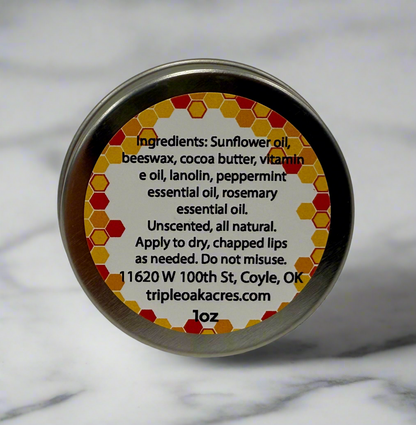 Ingredients: Sunflower oil,
beeswax, cocoa butter, vitamin
e oil, lanolin, peppermint
essential oil, rosemary
essential oil.
Unscented, all natural.
Apply to dry, chapped lips
as needed. Do not misuse.
11620 W 100th St, Coyle, OK
tripleoakacres.com
1oz